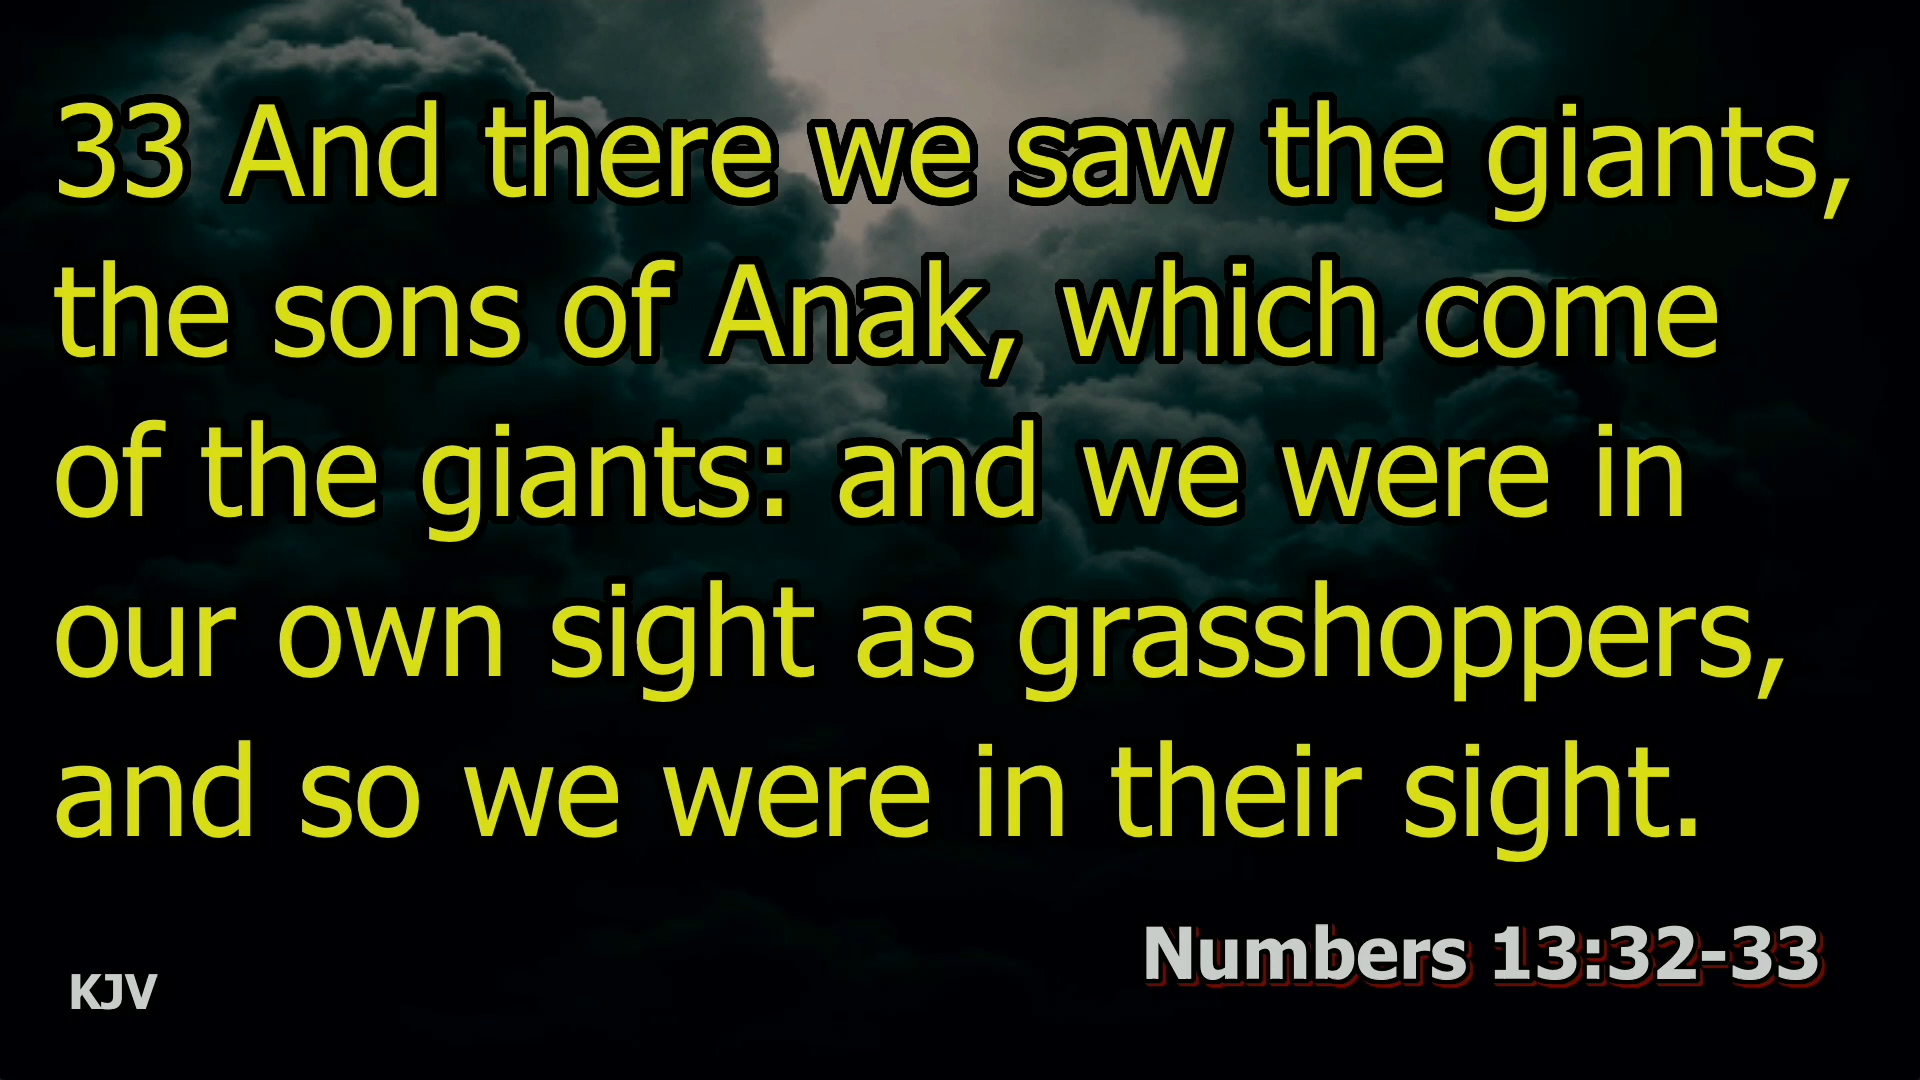 33 And there we saw the giants,
the sons of Anak, which come
of the giants: and we were in
our own sight as grasshoppers,
and so we were in their sight.
Numbers 13:32-33
KJV